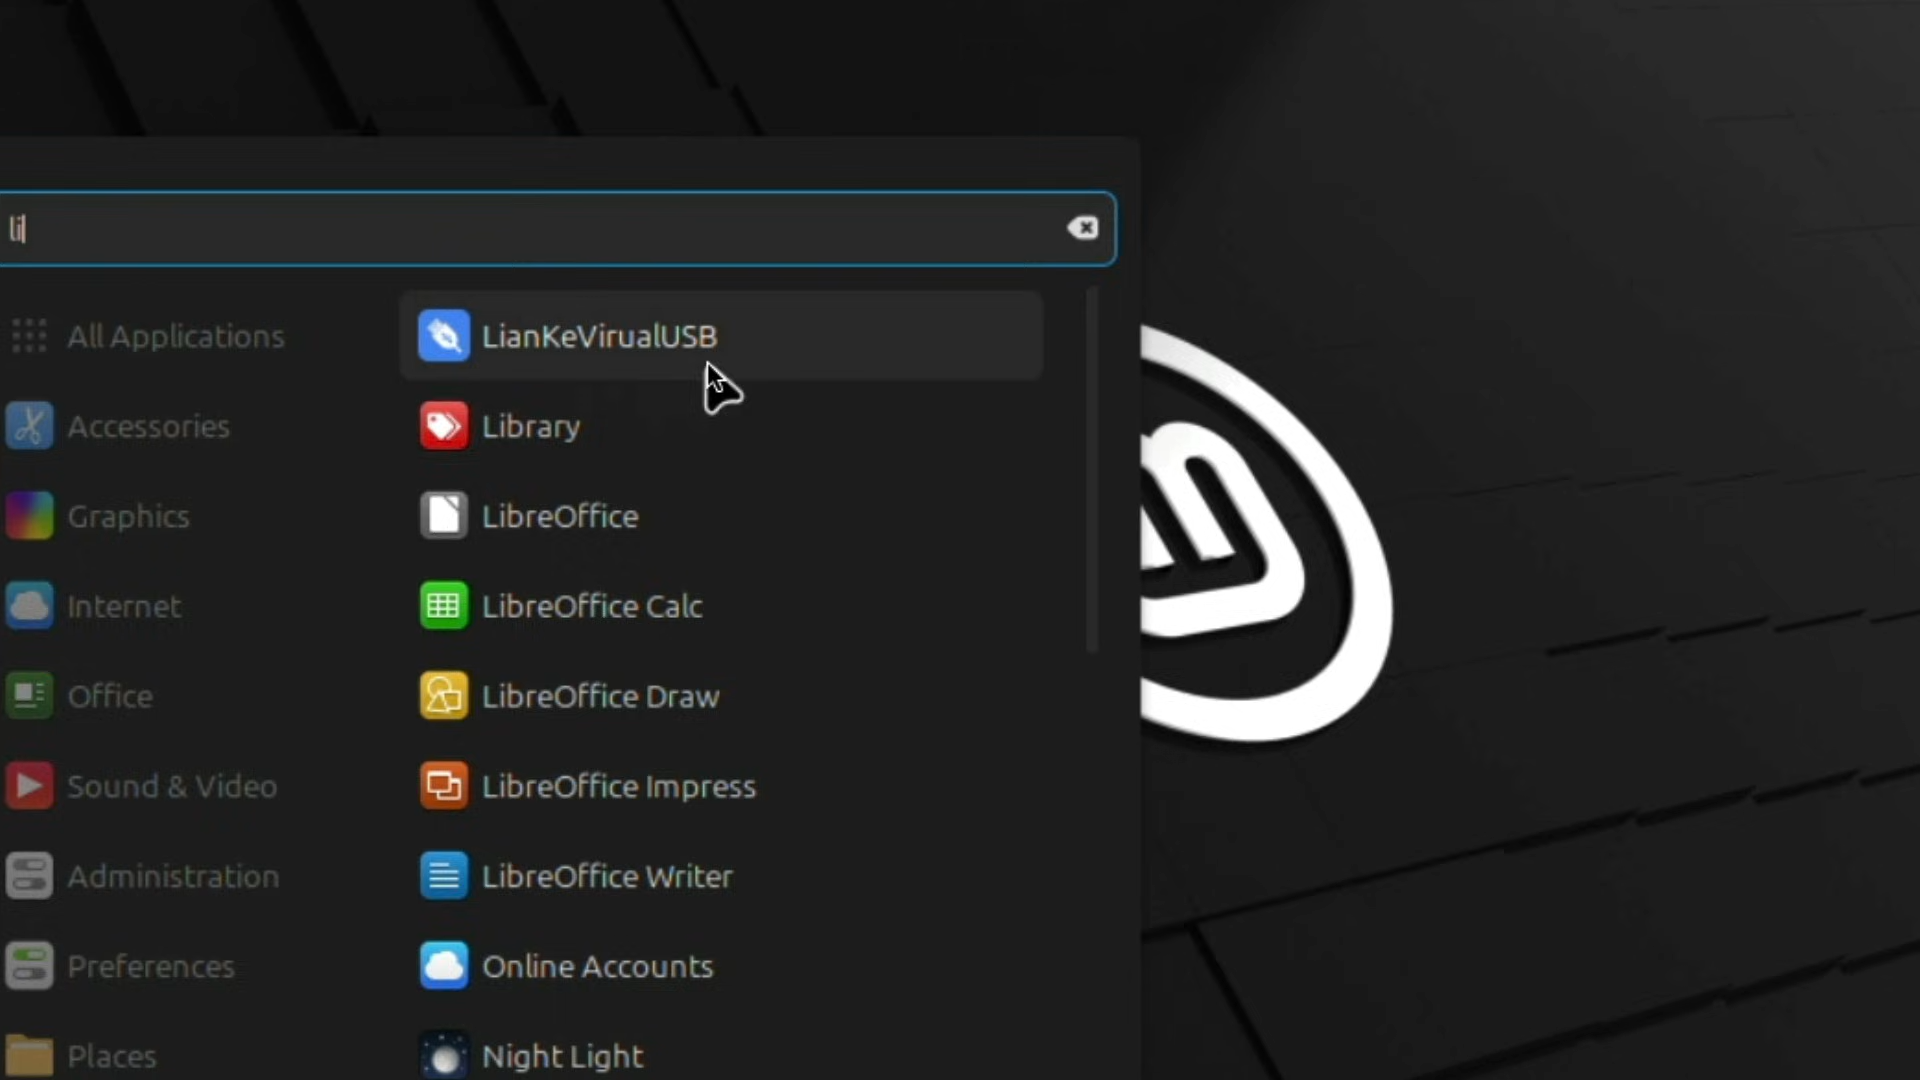 li
All Applications
LianKeVirualUSB
Accessories
Library
Graphics
LibreOffice
Internet
LibreOffice Calc
Office
LibreOffice Draw
Sound & Video
LibreOffice Impress
Administration
LibreOffice Writer
Preferences
Online Accounts
Places
Night Light